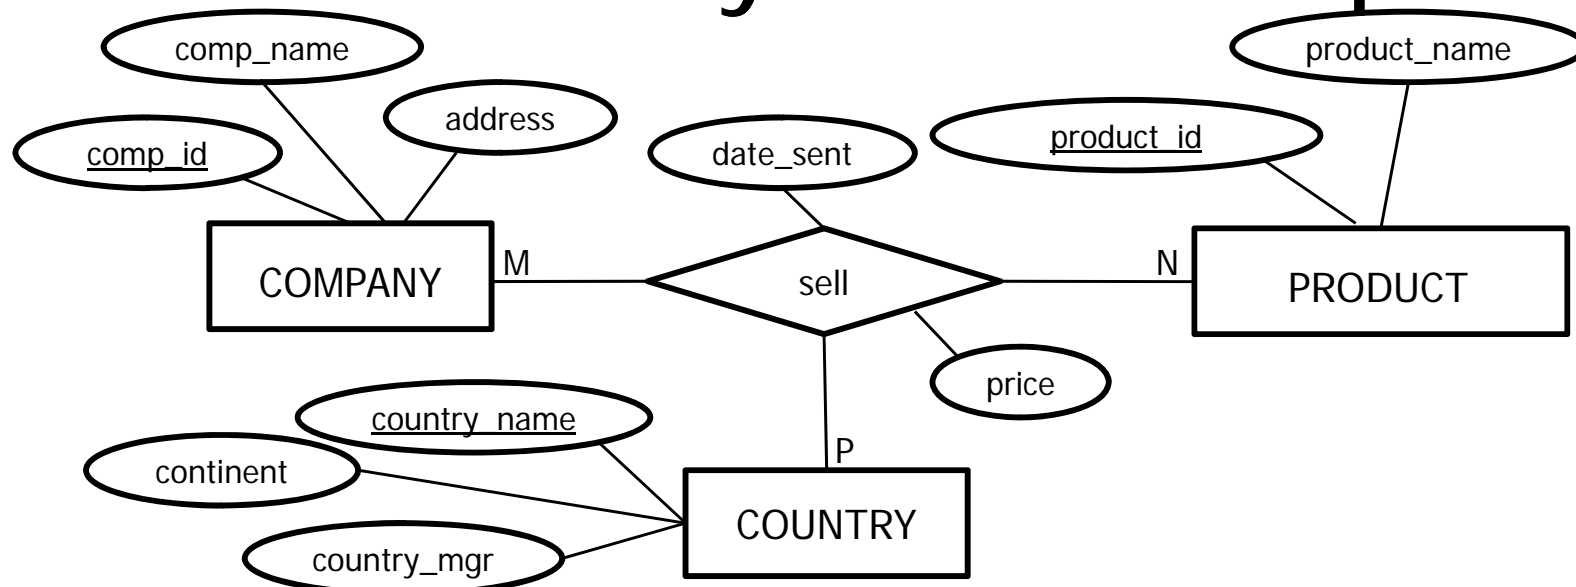 comp_name
product_name
address
product_id
comp_id
date_sent
M
N
COMPANY
sell
PRODUCT
price
country_name
P
continent
COUNTRY
country_mgr